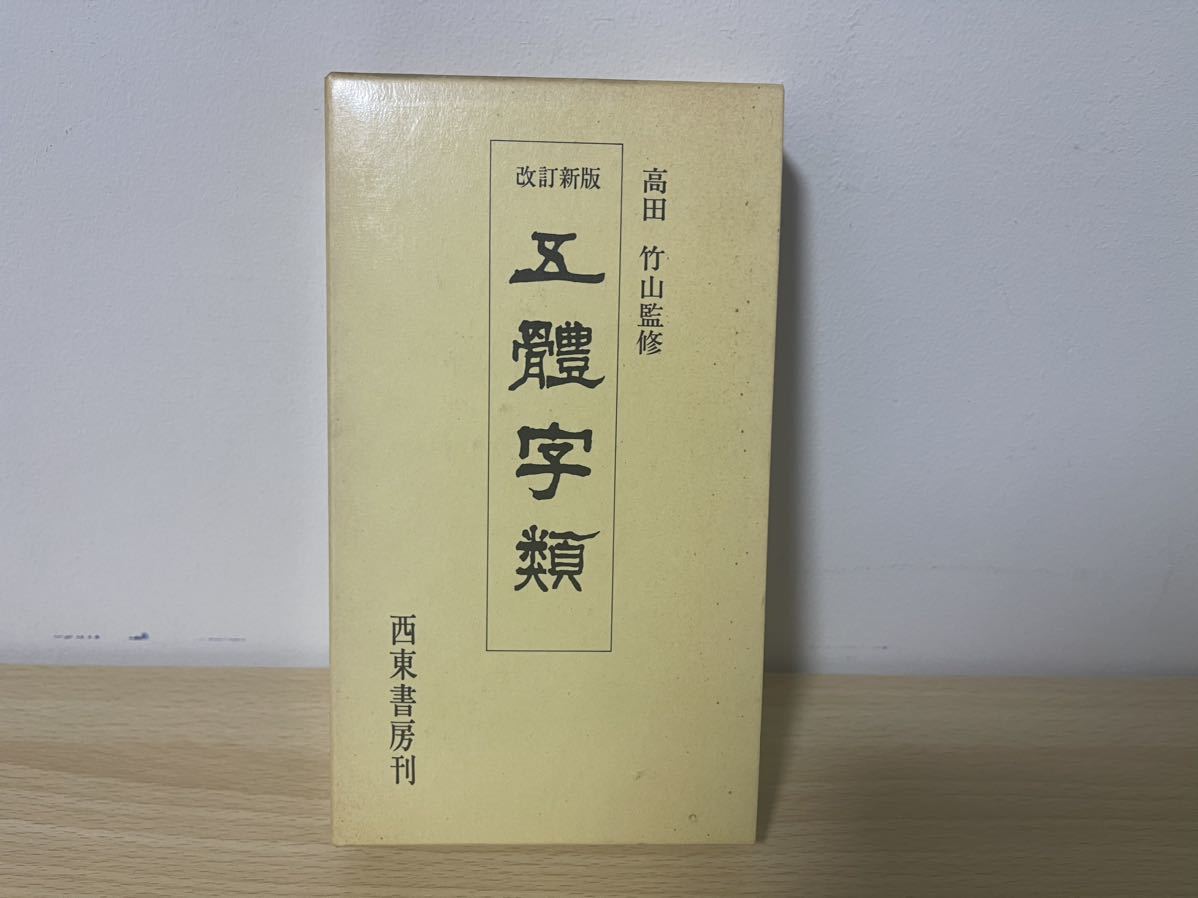 高田 竹山監修
改訂新版
五體字類
西東書房刊